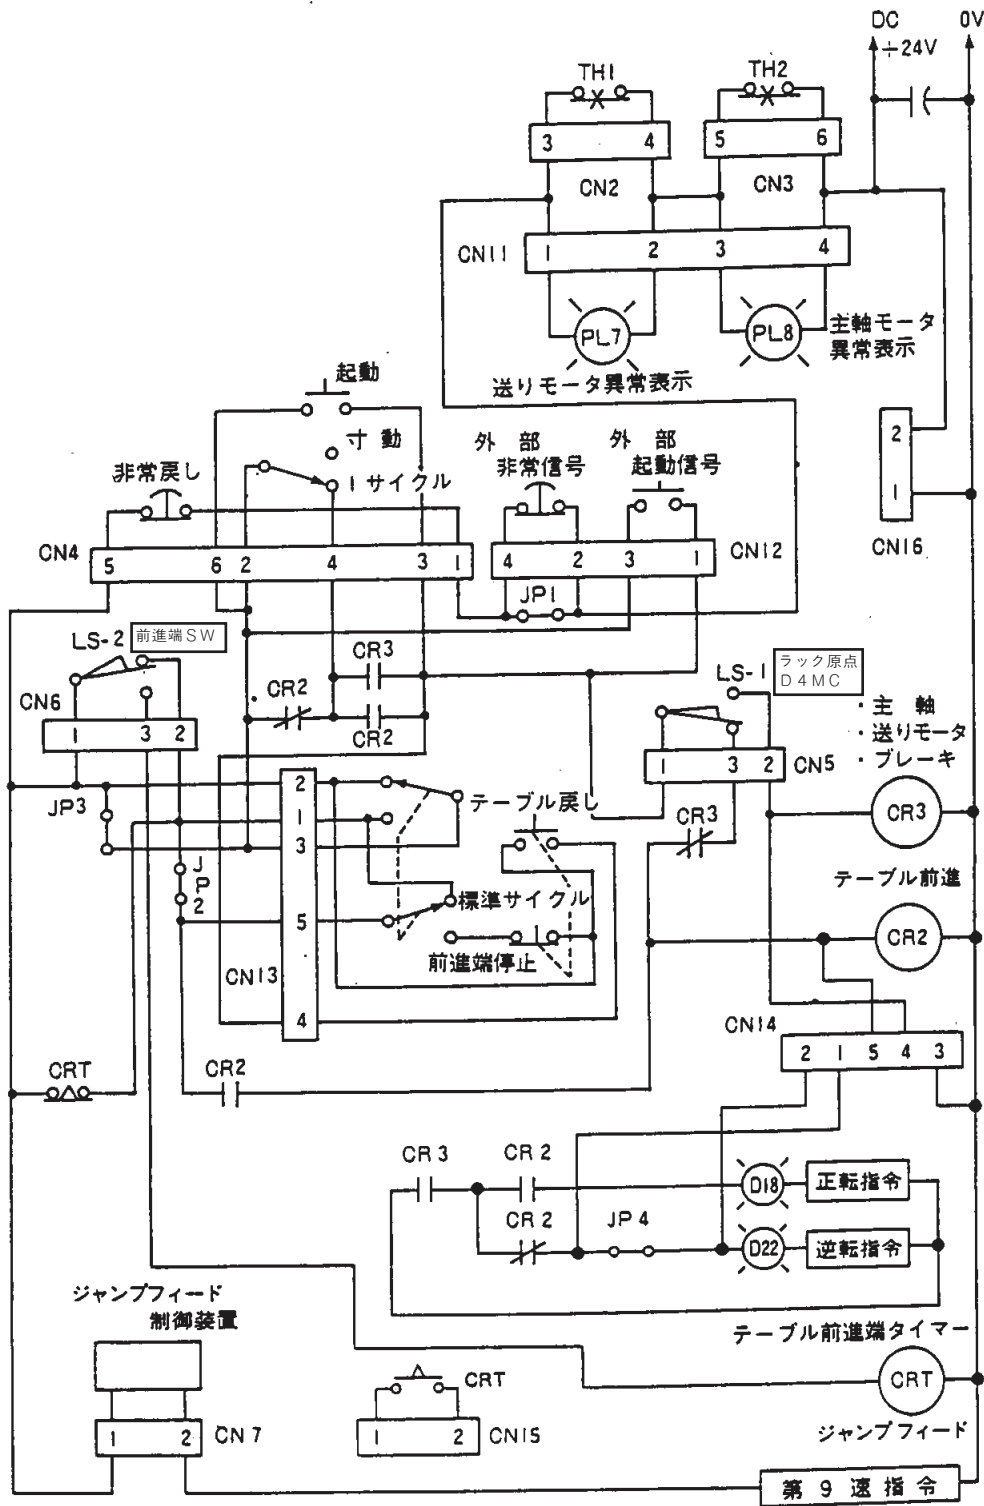 DC
0V
+24V
TH1
TH2
3 4
5 6
CN2
CN3
CN11
1 2 3 4
PL7
PL8
主軸モータ
異常表示
送りモータ異常表示
起動
寸動
1サイクル
非常戻し
外部
非常信号
外部
起動信号
2
1
CN16
CN4
5 6 2 4 3 1
4 2 3 1
CN12
JP1
LS-2
前進端SW
CR3
CR2
CR2
LS-1
ラック原点
D4MC
・主軸
・送りモータ
・ブレーキ
CN6
1 3 2
1 3 2
CN5
CR3
CR3
JP3
2
1
3
5
4
CN13
テーブル戻し
標準サイクル
前進端停止
JP2
テーブル前進
CR2
CN14
2 1 5 4 3
CRT
CR2
CR3
CR2
D18
正転指令
CR2
JP4
D22
逆転指令
ジャンプフィード
制御装置
テーブル前進端タイマー
CRT
CRT
1 2
CN7
1 2
CN15
ジャンプフィード
第9速指令